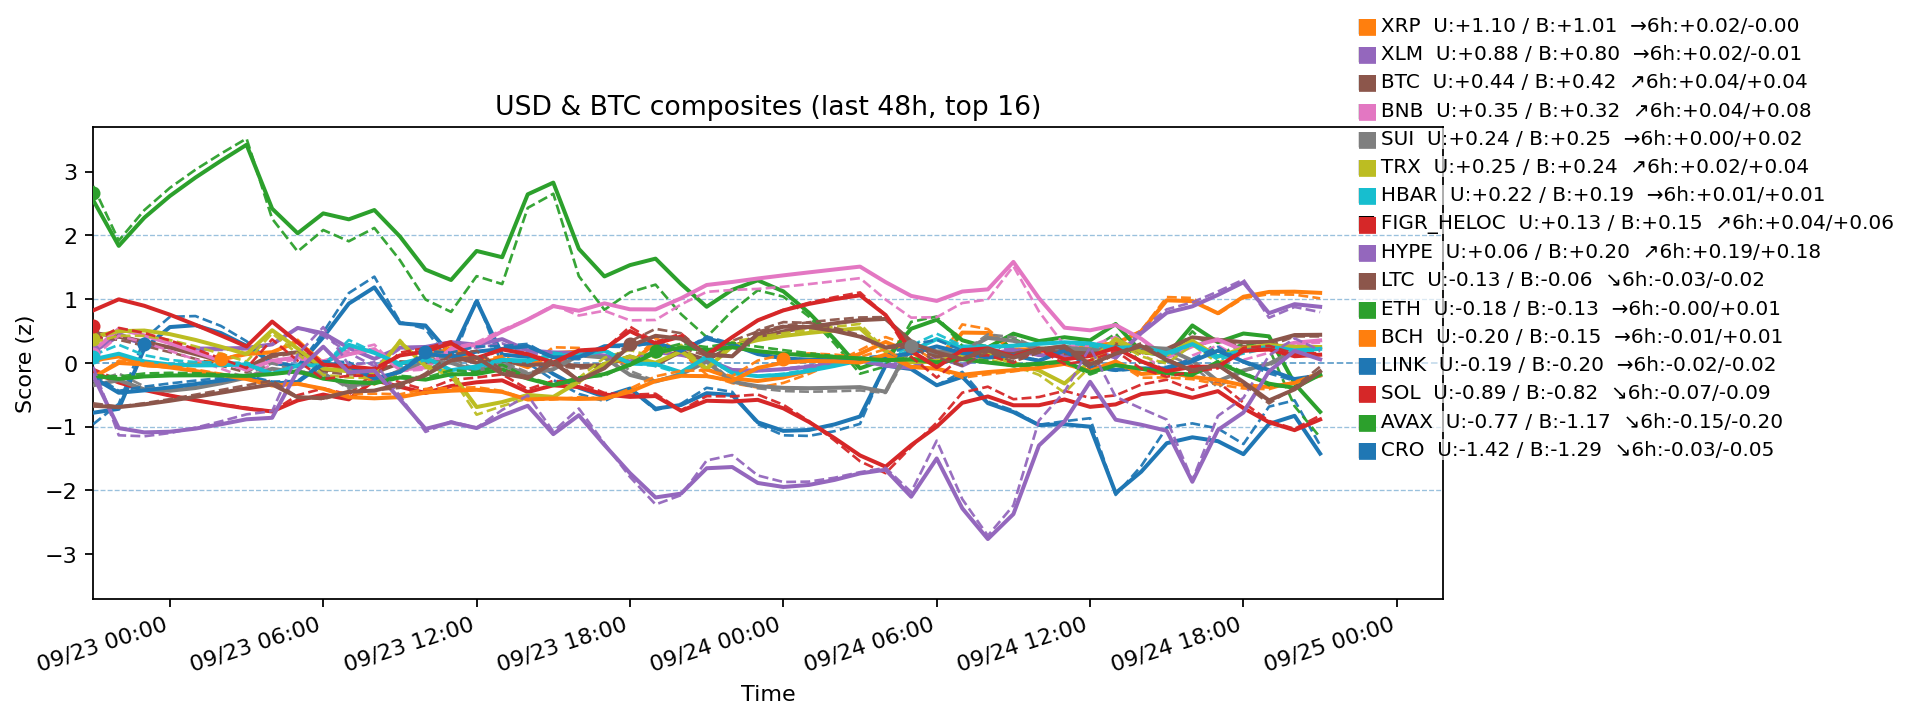 USD & BTC composites (last 48h, top 16)
XRP  U:+1.10 / B:+1.01  →6h:+0.02/-0.00
XLM  U:+0.88 / B:+0.80  →6h:+0.02/-0.01
BTC  U:+0.44 / B:+0.42  ↗6h:+0.04/+0.04
BNB  U:+0.35 / B:+0.32  ↗6h:+0.04/+0.08
SUI  U:+0.24 / B:+0.25  →6h:+0.00/+0.02
TRX  U:+0.25 / B:+0.24  ↗6h:+0.02/+0.04
HBAR  U:+0.22 / B:+0.19  →6h:+0.01/+0.01
FIGR_HELOC  U:+0.13 / B:+0.15  ↗6h:+0.04/+0.06
HYPE  U:+0.06 / B:+0.20  ↗6h:+0.19/+0.18
LTC  U:-0.13 / B:-0.06  ↘6h:-0.03/-0.02
ETH  U:-0.18 / B:-0.13  →6h:-0.00/+0.01
BCH  U:-0.20 / B:-0.15  →6h:-0.01/+0.01
LINK  U:-0.19 / B:-0.20  →6h:-0.02/-0.02
SOL  U:-0.89 / B:-0.82  ↘6h:-0.07/-0.09
AVAX  U:-0.77 / B:-1.17  ↘6h:-0.15/-0.20
CRO  U:-1.42 / B:-1.29  ↘6h:-0.03/-0.05
Score (z)
3
2
1
0
−1
−2
−3
09/23 00:00
09/23 06:00
09/23 12:00
09/23 18:00
09/24 00:00
09/24 06:00
09/24 12:00
09/24 18:00
09/25 00:00
Time